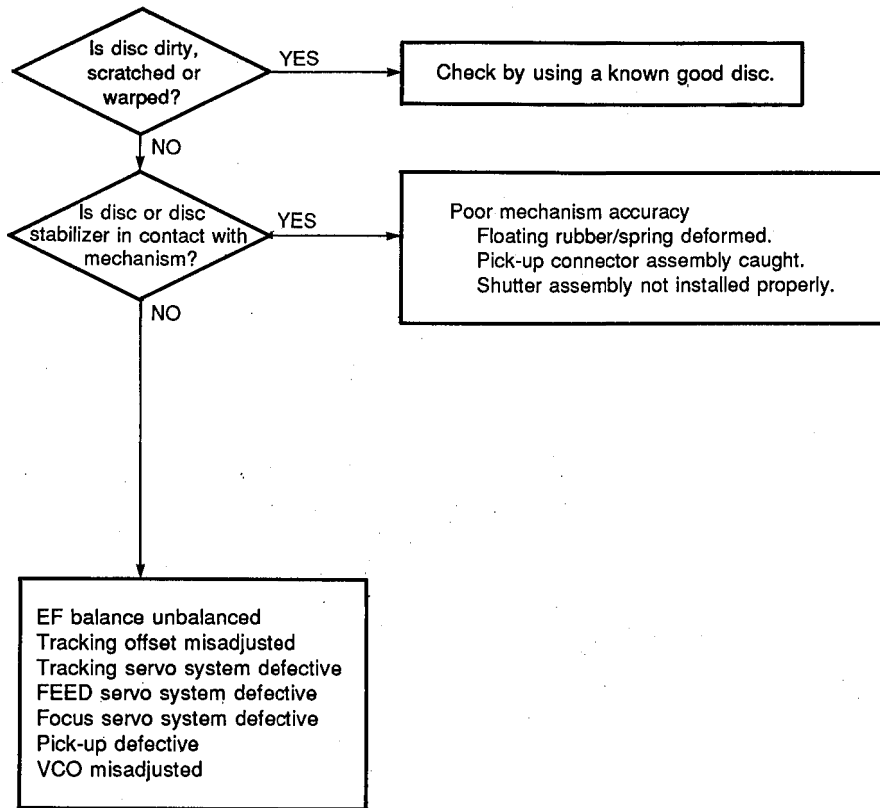 Is disc dirty,
scratched or
warped?
YES
Check by using a known good disc.
NO
Is disc or disc
stabilizer in contact with
mechanism?
YES
Poor mechanism accuracy
Floating rubber/spring deformed.
Pick-up connector assembly caught.
Shutter assembly not installed properly.
NO
EF balance unbalanced
Tracking offset misadjusted
Tracking servo system defective
FEED servo system defective
Focus servo system defective
Pick-up defective
VCO misadjusted